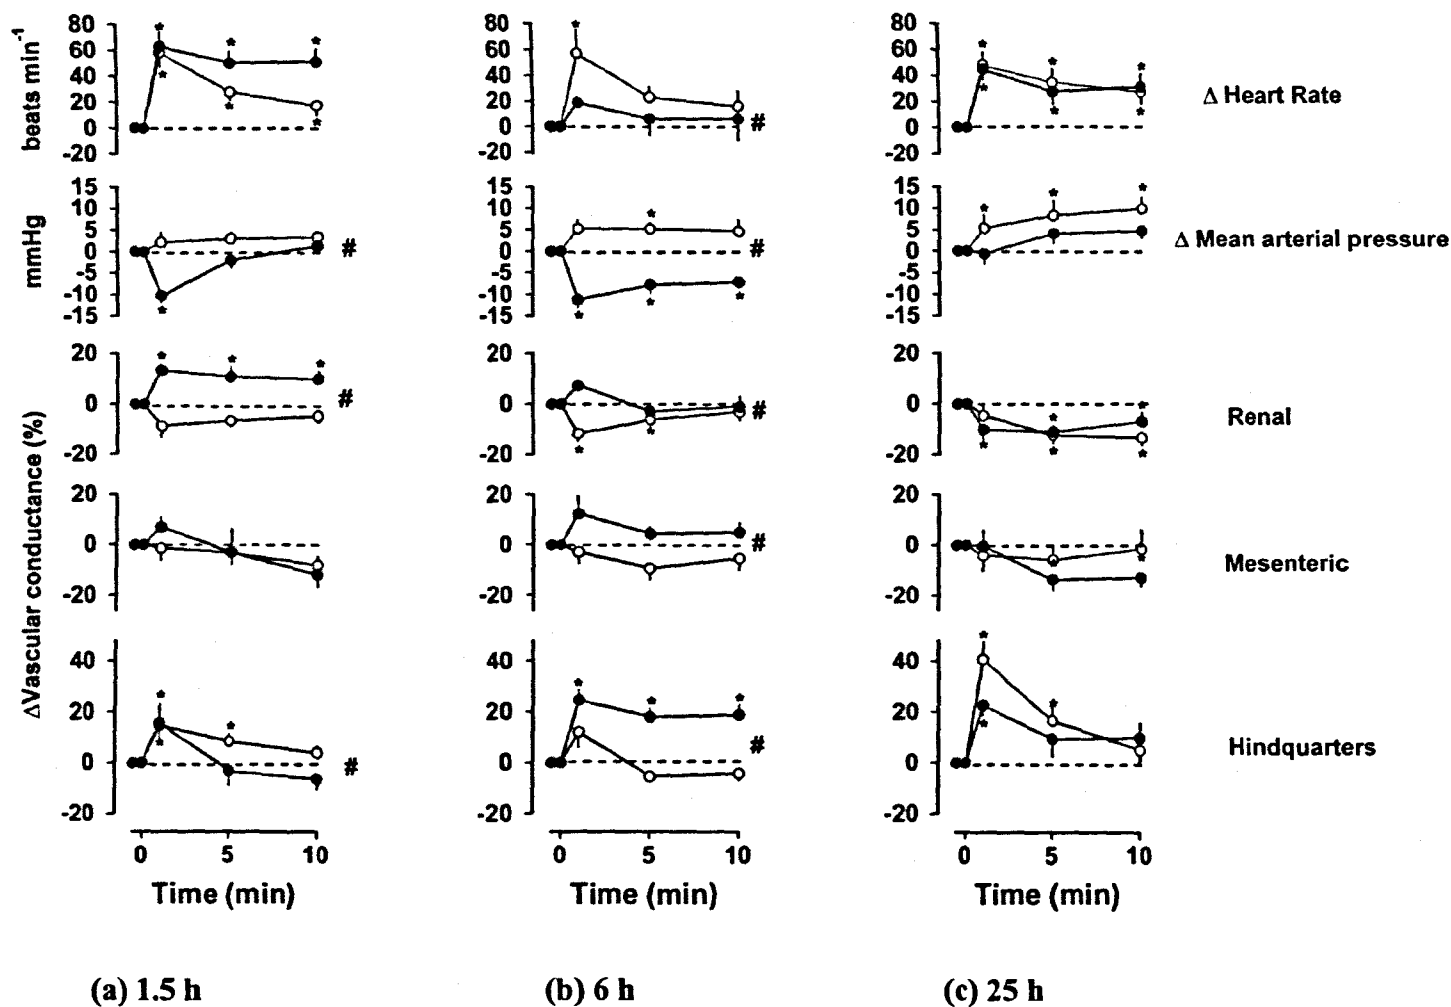 80 80 80
60 60 60
40 40 40
20 20 20
0 0 0
-20 -20 -20
beats min⁻¹
Δ Heart Rate
* * * * * *
# 
* * * * * * *
15 15 15
10 10 10
5 5 5
0 0 0
-5 -5 -5
-10 -10 -10
-15 -15 -15
mmHg
Δ Mean arterial pressure
* # * * * * # * * *
20 20 20
0 0 0
-20 -20 -20
ΔVascular conductance (%)
Renal
* * * # * * # * * * * *
20 20 20
0 0 0
-20 -20 -20
Mesenteric
# * *
40 40 40
20 20 20
0 0 0
-20 -20 -20
Hindquarters
* * * # * * * # * * *
0 5 10 0 5 10 0 5 10
Time (min) Time (min) Time (min)
(a) 1.5 h (b) 6 h (c) 25 h